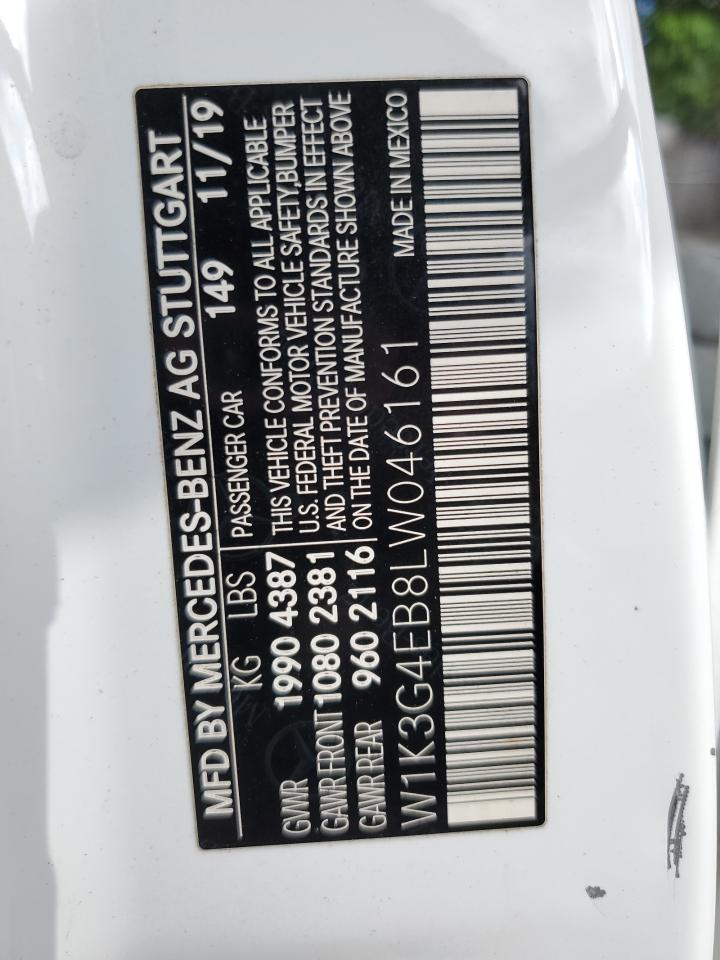 MFD BY MERCEDES-BENZ AG STUTTGART
KG LBS PASSENGER CAR 149 11/19
GVWR 1990 4387 THIS VEHICLE CONFORMS TO ALL APPLICABLE
GAWR FRONT 1080 2381 U.S. FEDERAL MOTOR VEHICLE SAFETY,BUMPER
GAWR REAR 960 2116 AND THEFT PREVENTION STANDARDS IN EFFECT
ON THE DATE OF MANUFACTURE SHOWN ABOVE
W1K3G4EB8LW046161 MADE IN MEXICO